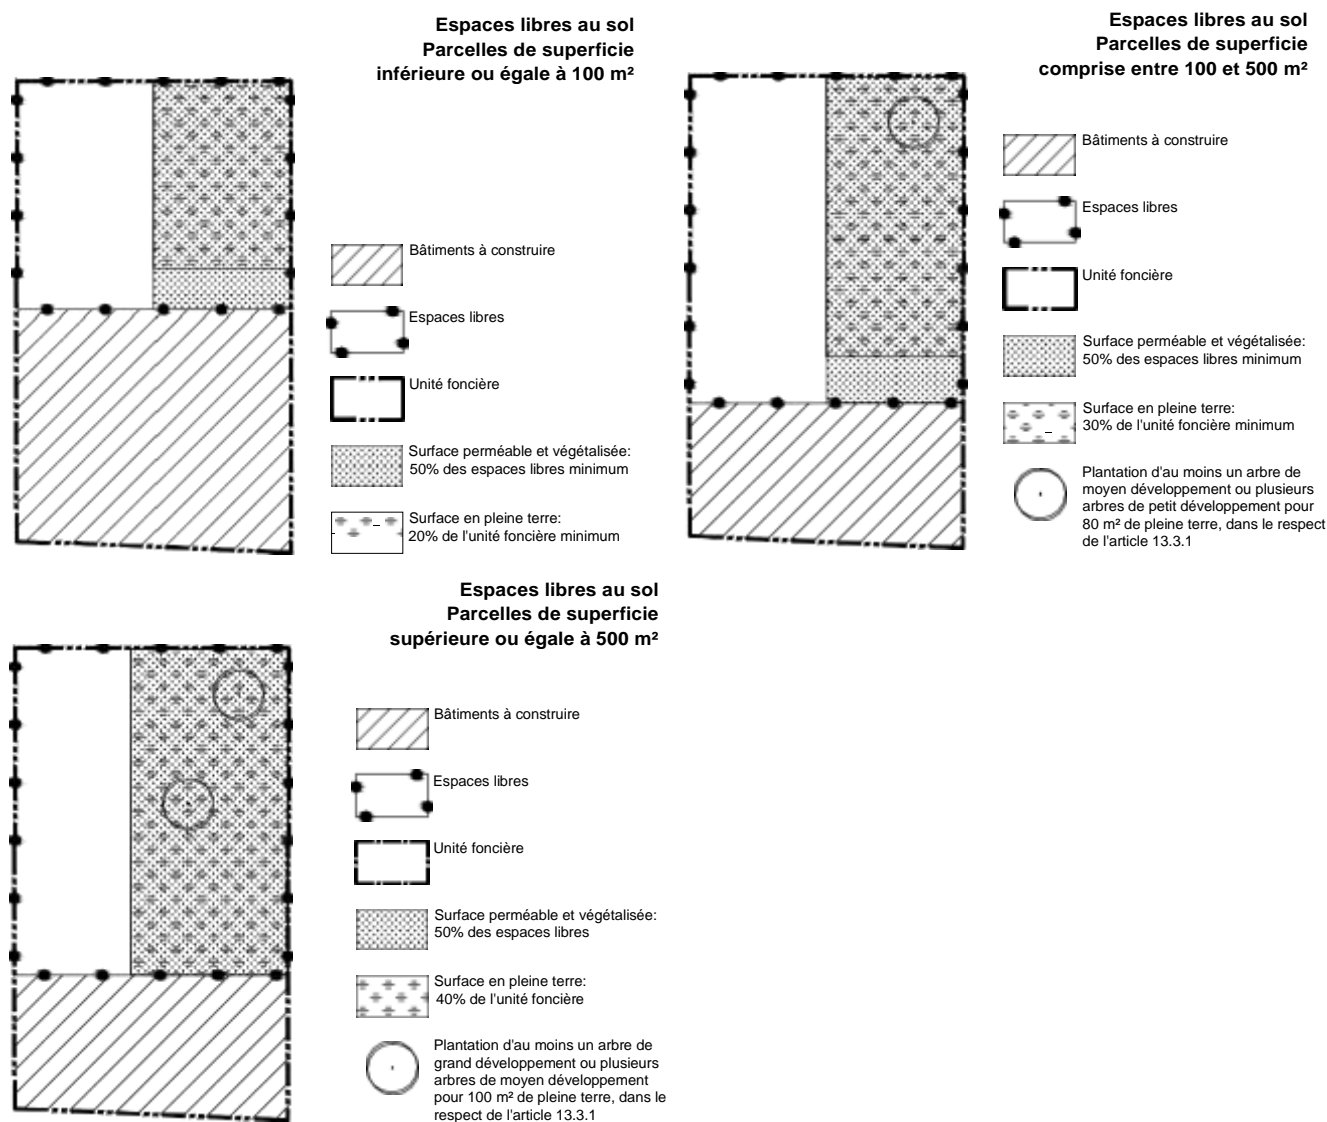 Espaces libres au sol
Parcelles de superficie
inférieure ou égale à 100 m²
Bâtiments à construire
Espaces libres
Unité foncière
Surface perméable et végétalisée:
50% des espaces libres minimum
Surface en pleine terre:
20% de l'unité foncière minimum
Espaces libres au sol
Parcelles de superficie
comprise entre 100 et 500 m²
Bâtiments à construire
Espaces libres
Unité foncière
Surface perméable et végétalisée:
50% des espaces libres minimum
Surface en pleine terre:
30% de l'unité foncière minimum
Plantation d'au moins un arbre de
moyen développement ou plusieurs
arbres de petit développement pour
80 m² de pleine terre, dans le respect
de l'article 13.3.1
Espaces libres au sol
Parcelles de superficie
supérieure ou égale à 500 m²
Bâtiments à construire
Espaces libres
Unité foncière
Surface perméable et végétalisée:
50% des espaces libres
Surface en pleine terre:
40% de l'unité foncière
Plantation d'au moins un arbre de
grand développement ou plusieurs
arbres de moyen développement
pour 100 m² de pleine terre, dans le
respect de l'article 13.3.1